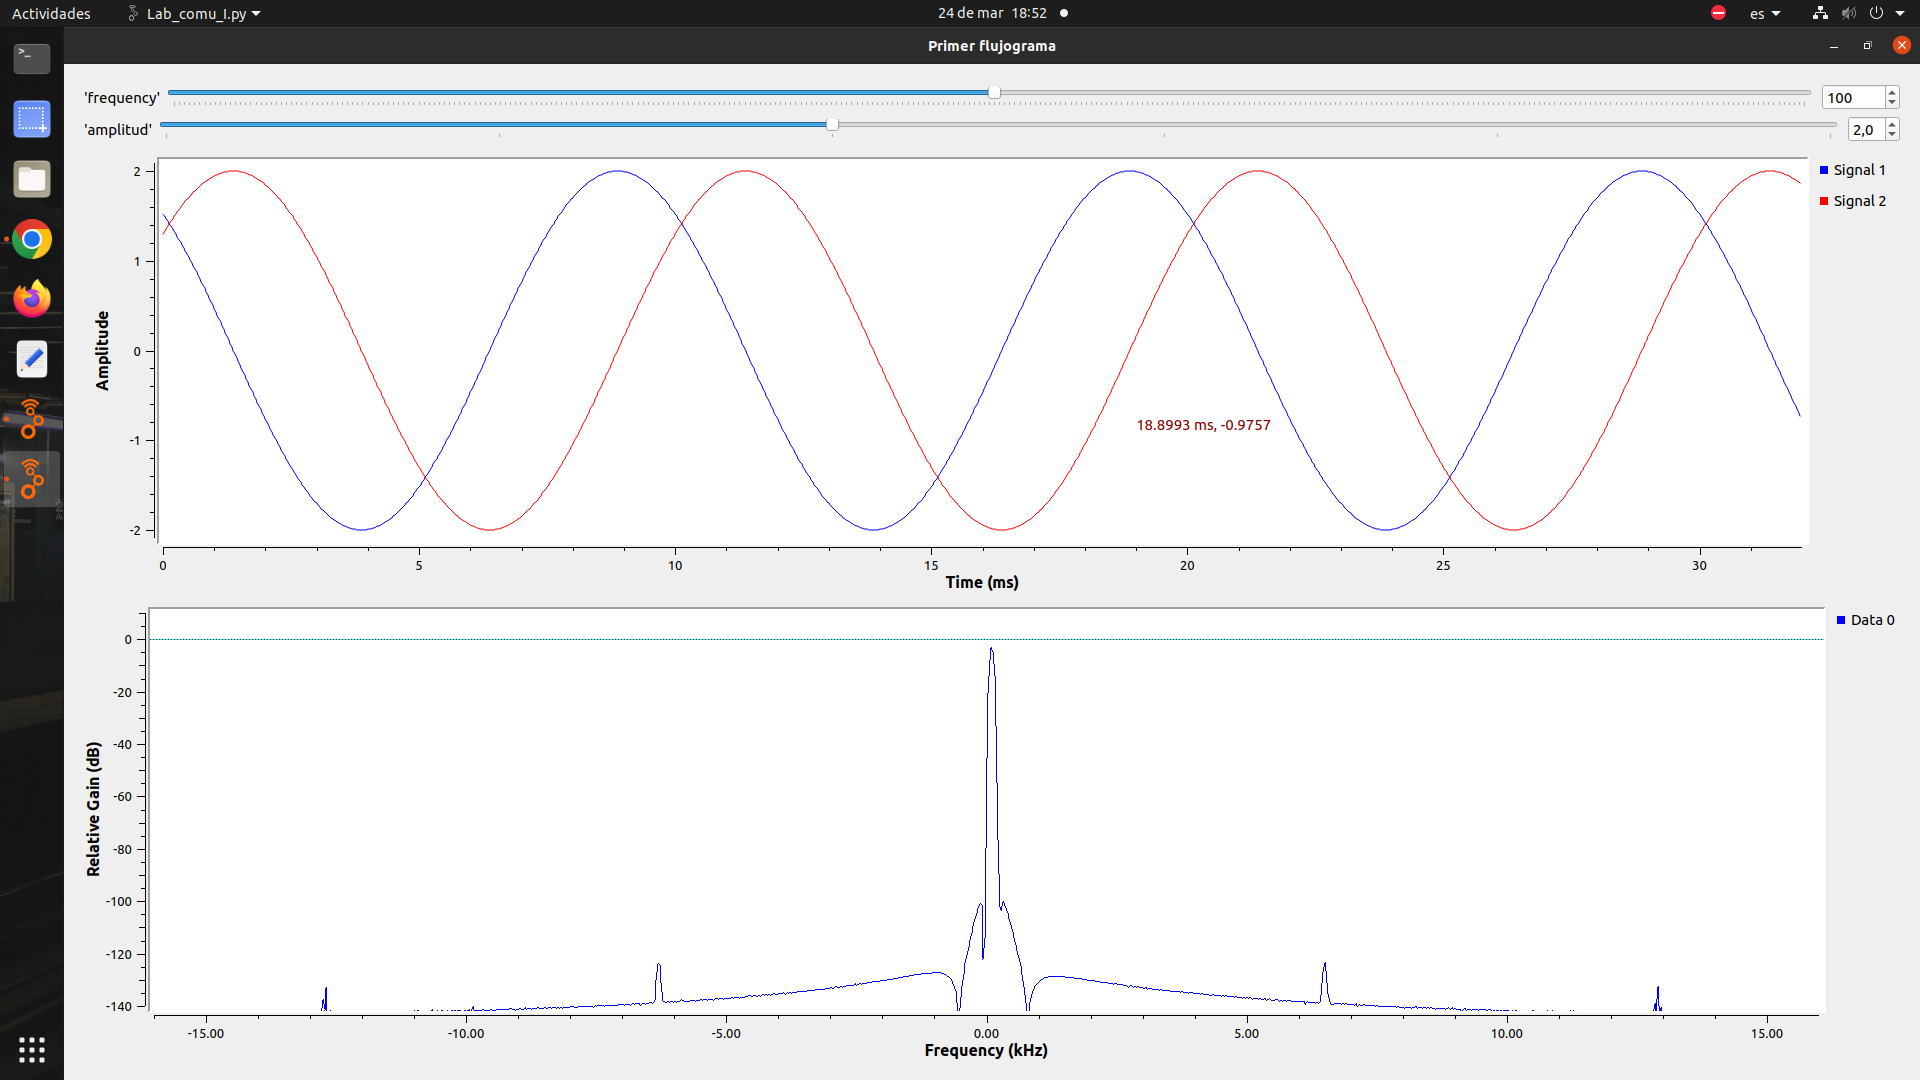 Actividades Lab_comu_I.py 24 de mar 18:52 es
Primer flujograma
'frequency' 100
'amplitud' 2,0
Signal 1
Signal 2
Amplitude
2
1
0
-1
-2
18.8993 ms, -0.9757
0 5 10 15 20 25 30
Time (ms)
Data 0
Relative Gain (dB)
0
-20
-40
-60
-80
-100
-120
-140
-15.00 -10.00 -5.00 0.00 5.00 10.00 15.00
Frequency (kHz)